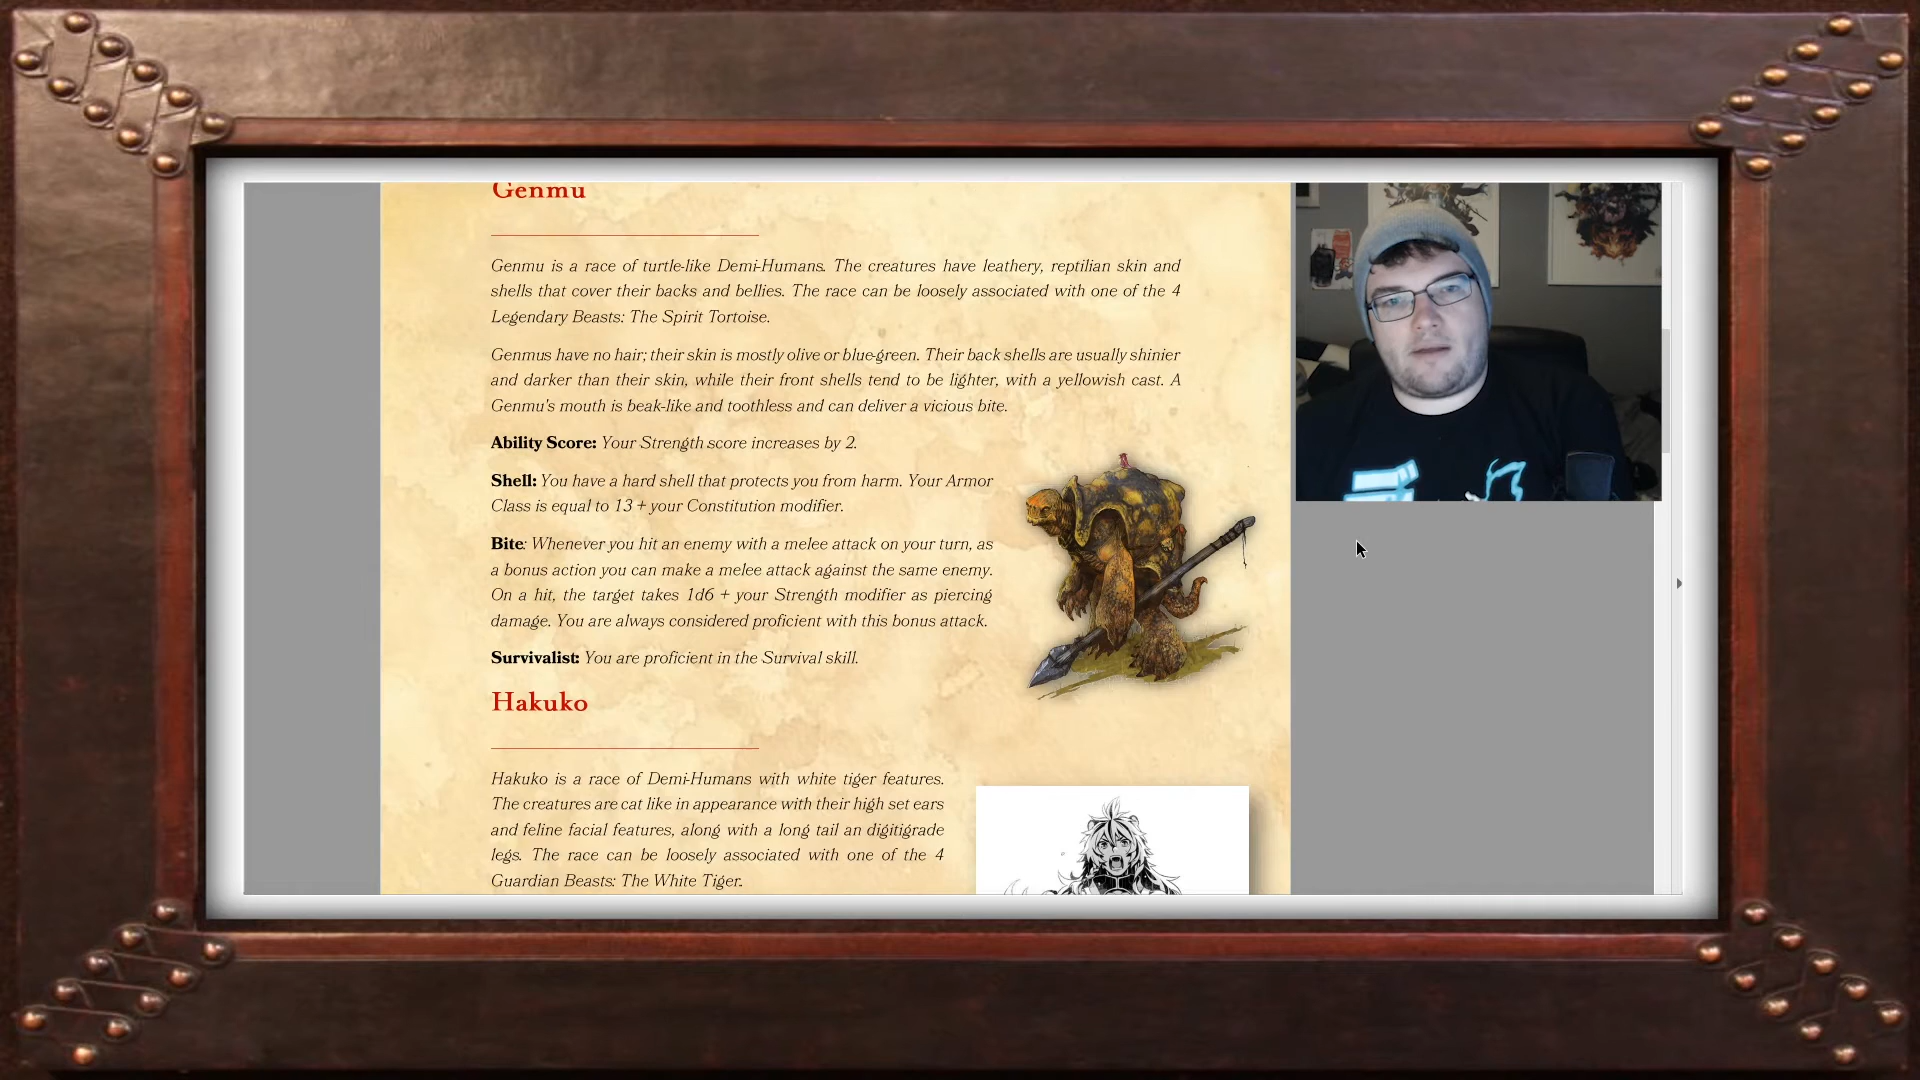 Genmu
Genmu is a race of turtle-like Demi-Humans. The creatures have leathery, reptilian skin and
shells that cover their backs and bellies. The race can be loosely associated with one of the 4
Legendary Beasts: The Spirit Tortoise.
Genmus have no hair; their skin is mostly olive or blue-green. Their back shells are usually shinier
and darker than their skin, while their front shells tend to be lighter, with a yellowish cast. A
Genmu's mouth is beak-like and toothless and can deliver a vicious bite.
Ability Score: Your Strength score increases by 2.
Shell: You have a hard shell that protects you from harm. Your Armor
Class is equal to 13 + your Constitution modifier.
Bite: Whenever you hit an enemy with a melee attack on your turn, as
a bonus action you can make a melee attack against the same enemy.
On a hit, the target takes 1d6 + your Strength modifier as piercing
damage. You are always considered proficient with this bonus attack.
Survivalist: You are proficient in the Survival skill.
Hakuko
Hakuko is a race of Demi-Humans with white tiger features.
The creatures are cat like in appearance with their high set ears
and feline facial features, along with a long tail an digitigrade
legs. The race can be loosely associated with one of the 4
Guardian Beasts: The White Tiger.